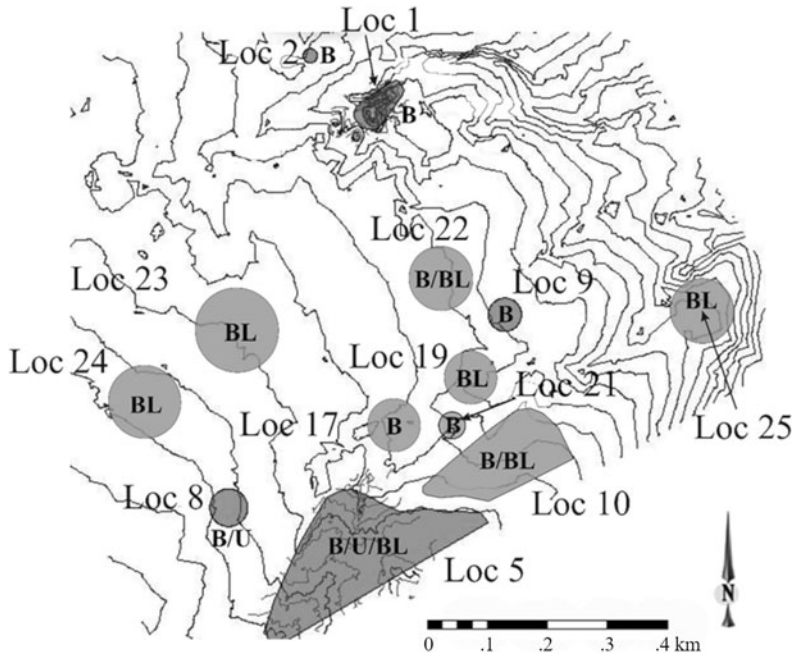 Loc 1
Loc 2 B
B
Loc 22
B/BL
Loc 23
BL
Loc 9
B
BL
Loc 24
BL
Loc 19
BL
Loc 21
Loc 17
B
B
Loc 25
B/BL
Loc 8
B/U
Loc 10
B/U/BL
Loc 5
N
0 .1 .2 .3 .4 km